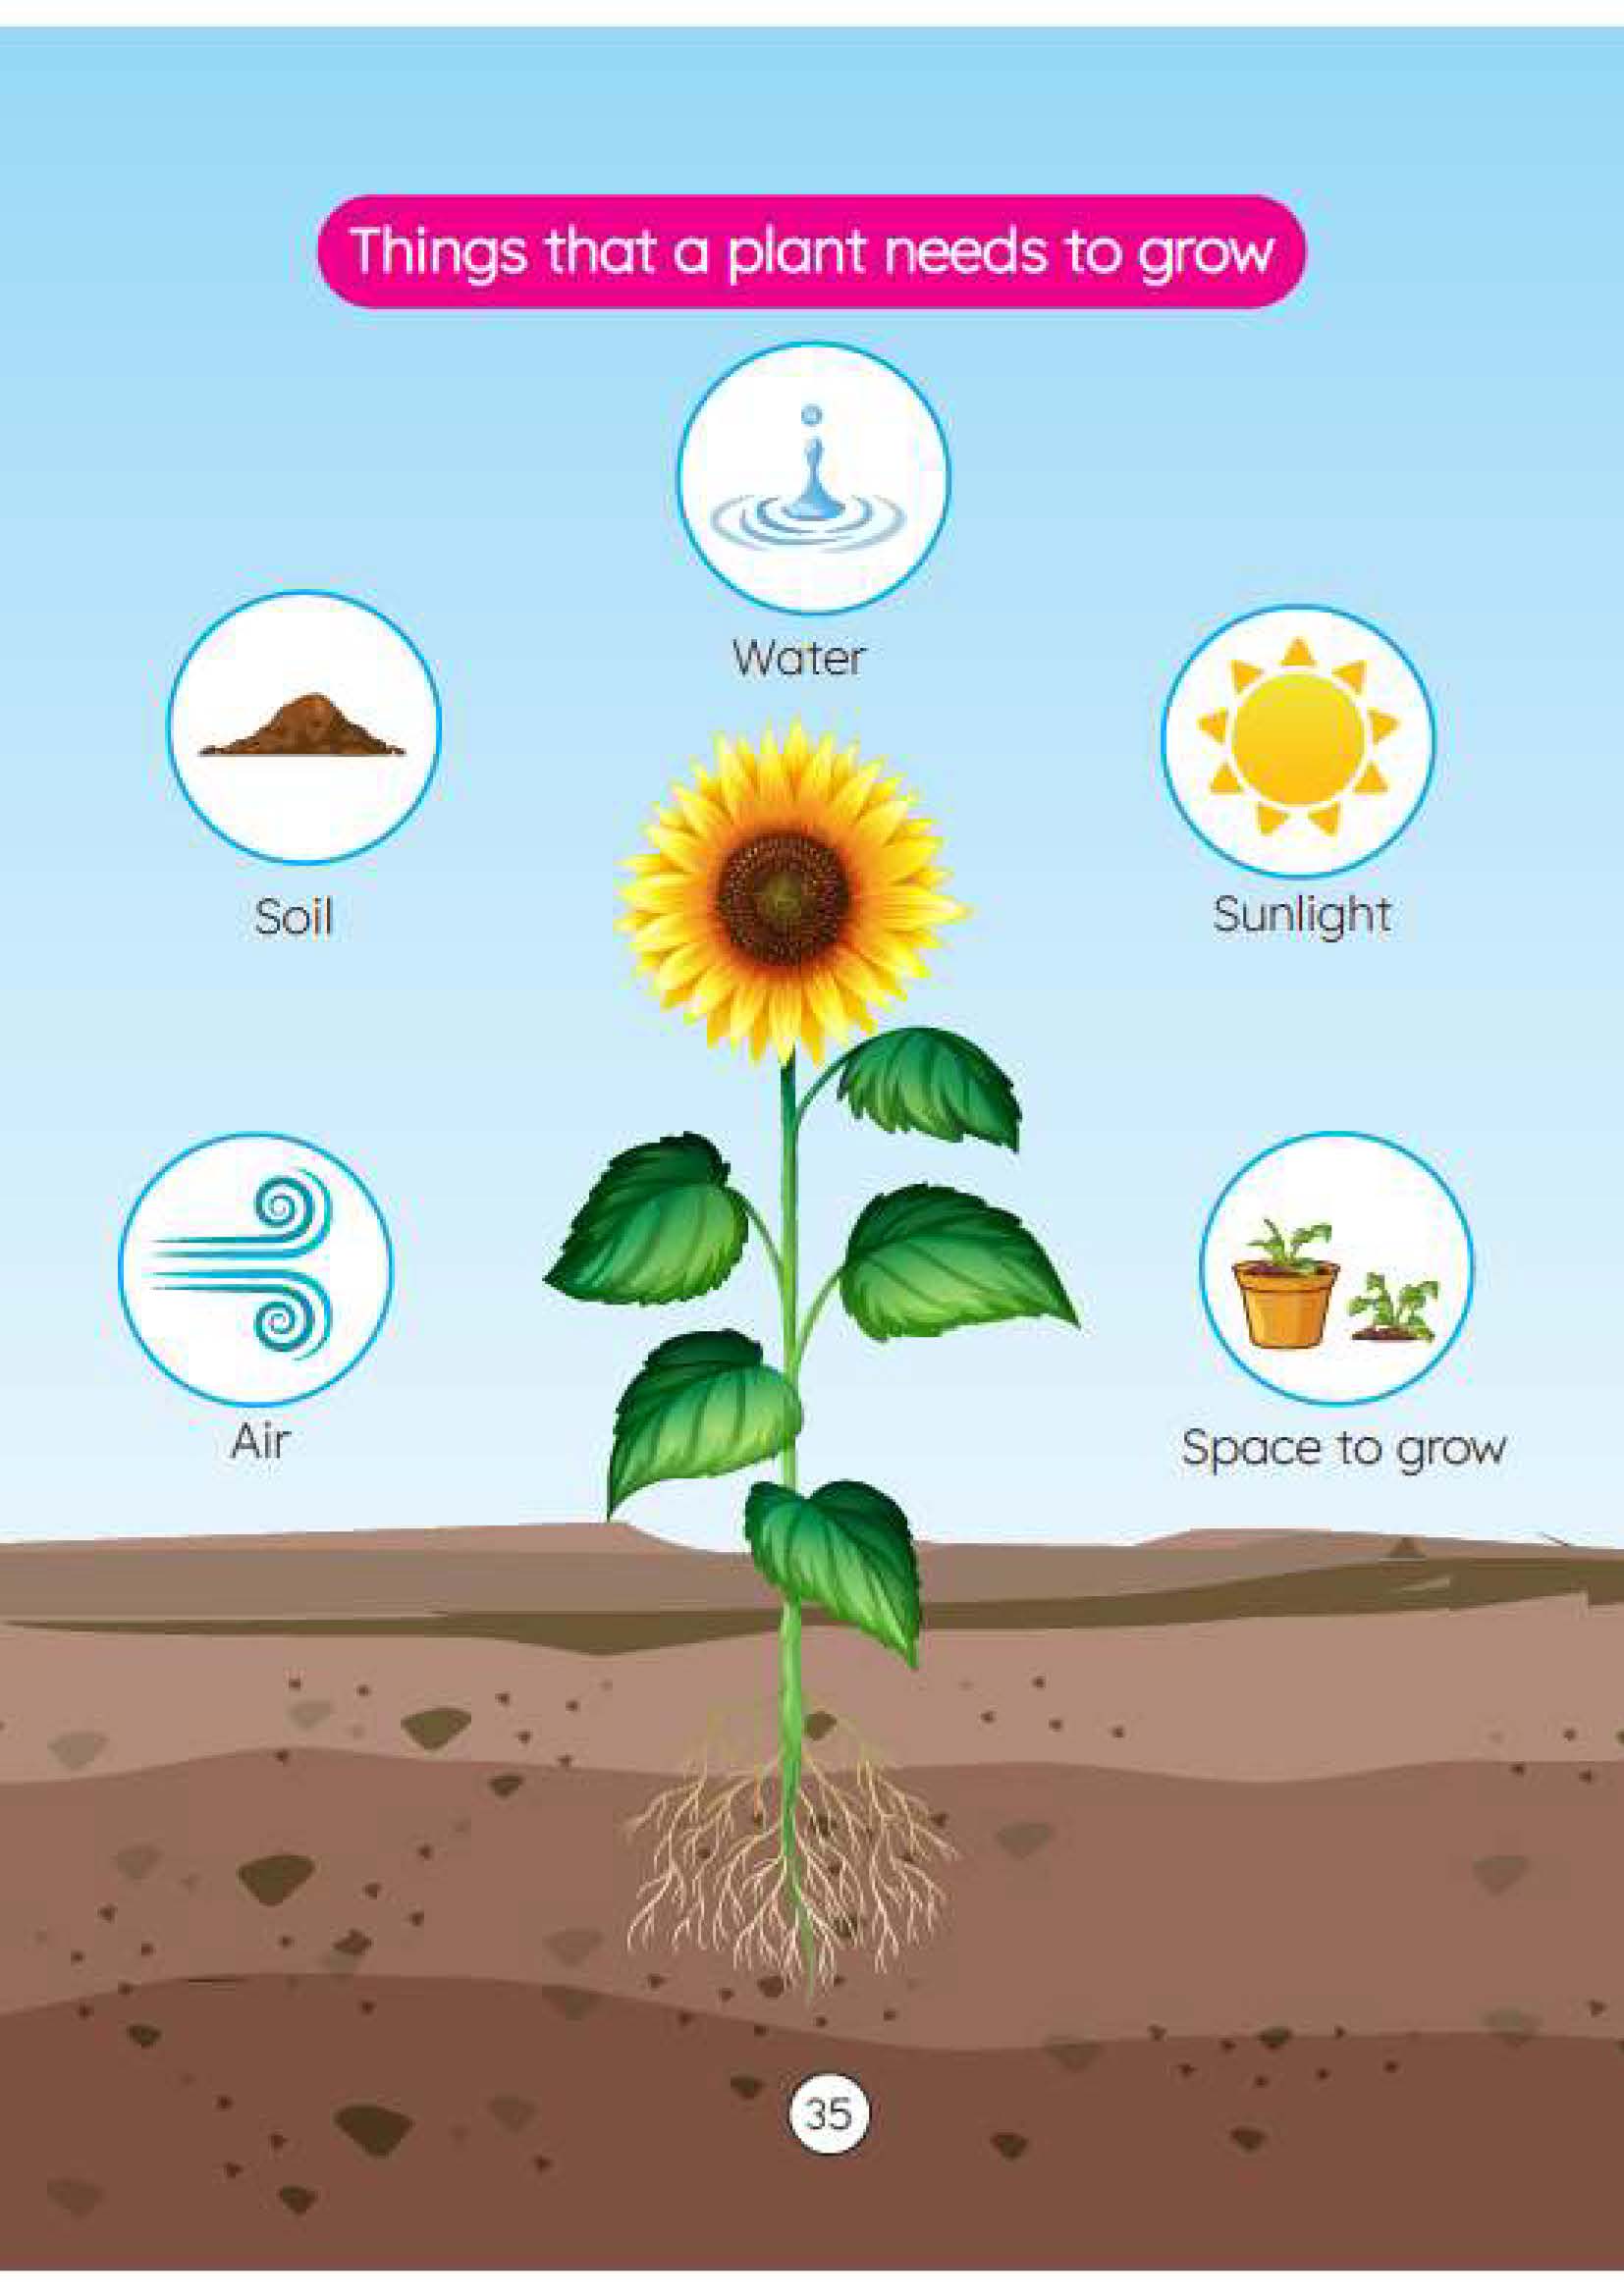 Things that a plant needs to grow
Water
Soil
Sunlight
Air
Space to grow
35